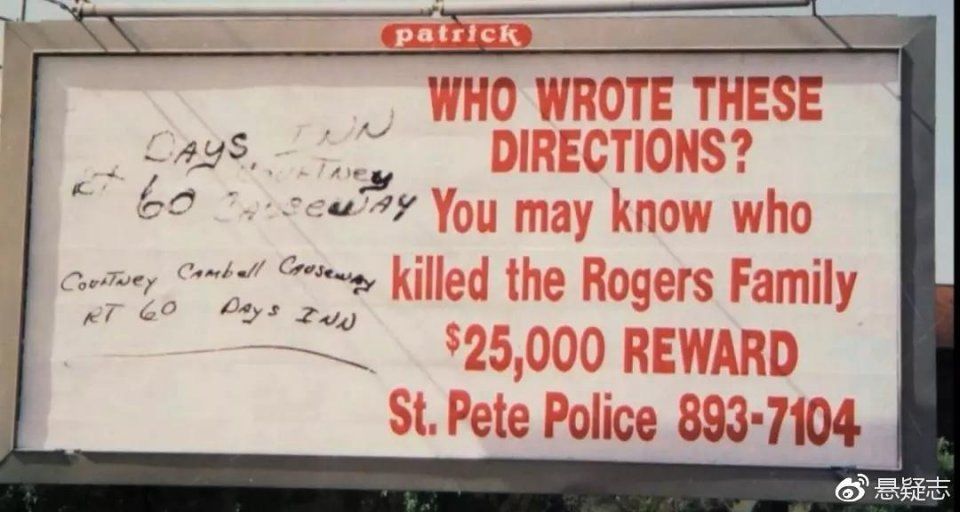 patrick
WHO WROTE THESE
DIRECTIONS?
You may know who
killed the Rogers Family
$25,000 REWARD
St. Pete Police 893-7104
DAYS INN
COURTNEY
RT 60 CAUSEWAY
COURTNEY CAMBELL CAUSEWAY
RT 60 DAYS INN
悬疑志